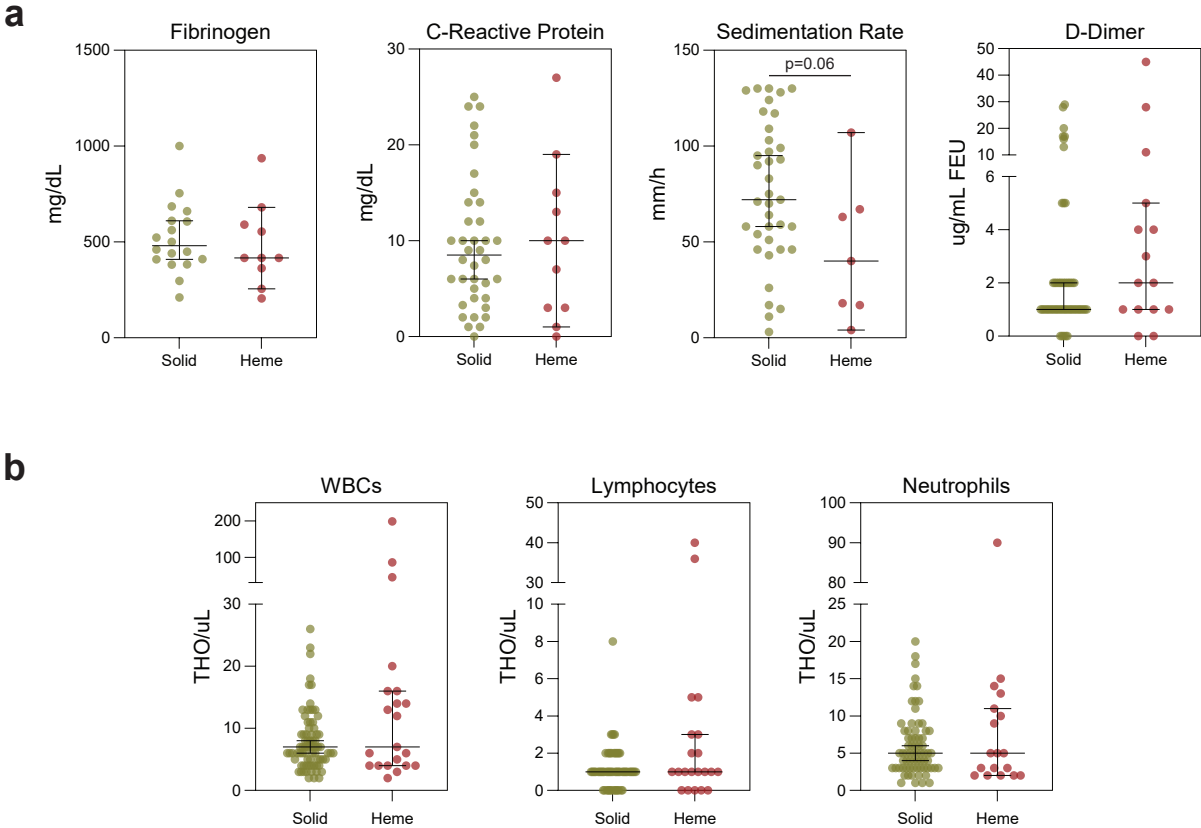 a
Fibrinogen
C-Reactive Protein
Sedimentation Rate
D-Dimer
mg/dL
1500
1000
500
0
Solid
Heme
mg/dL
30
20
10
0
Solid
Heme
mm/h
150
100
50
0
p=0.06
Solid
Heme
ug/mL FEU
50
40
30
20
10
6
4
2
0
Solid
Heme
b
WBCs
Lymphocytes
Neutrophils
THO/uL
200
100
30
20
10
0
Solid
Heme
THO/uL
50
40
30
10
8
6
4
2
0
Solid
Heme
THO/uL
100
90
80
25
20
15
10
5
0
Solid
Heme